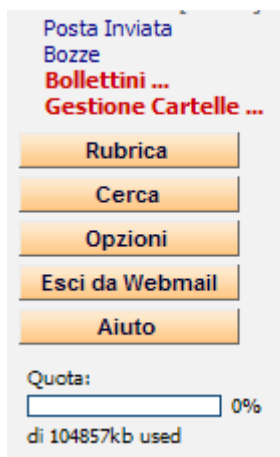 Posta Inviata
Bozze
Bollettini ...
Gestione Cartelle ...
Rubrica
Cerca
Opzioni
Esci da Webmail
Aiuto
Quota:
0%
di 104857kb used